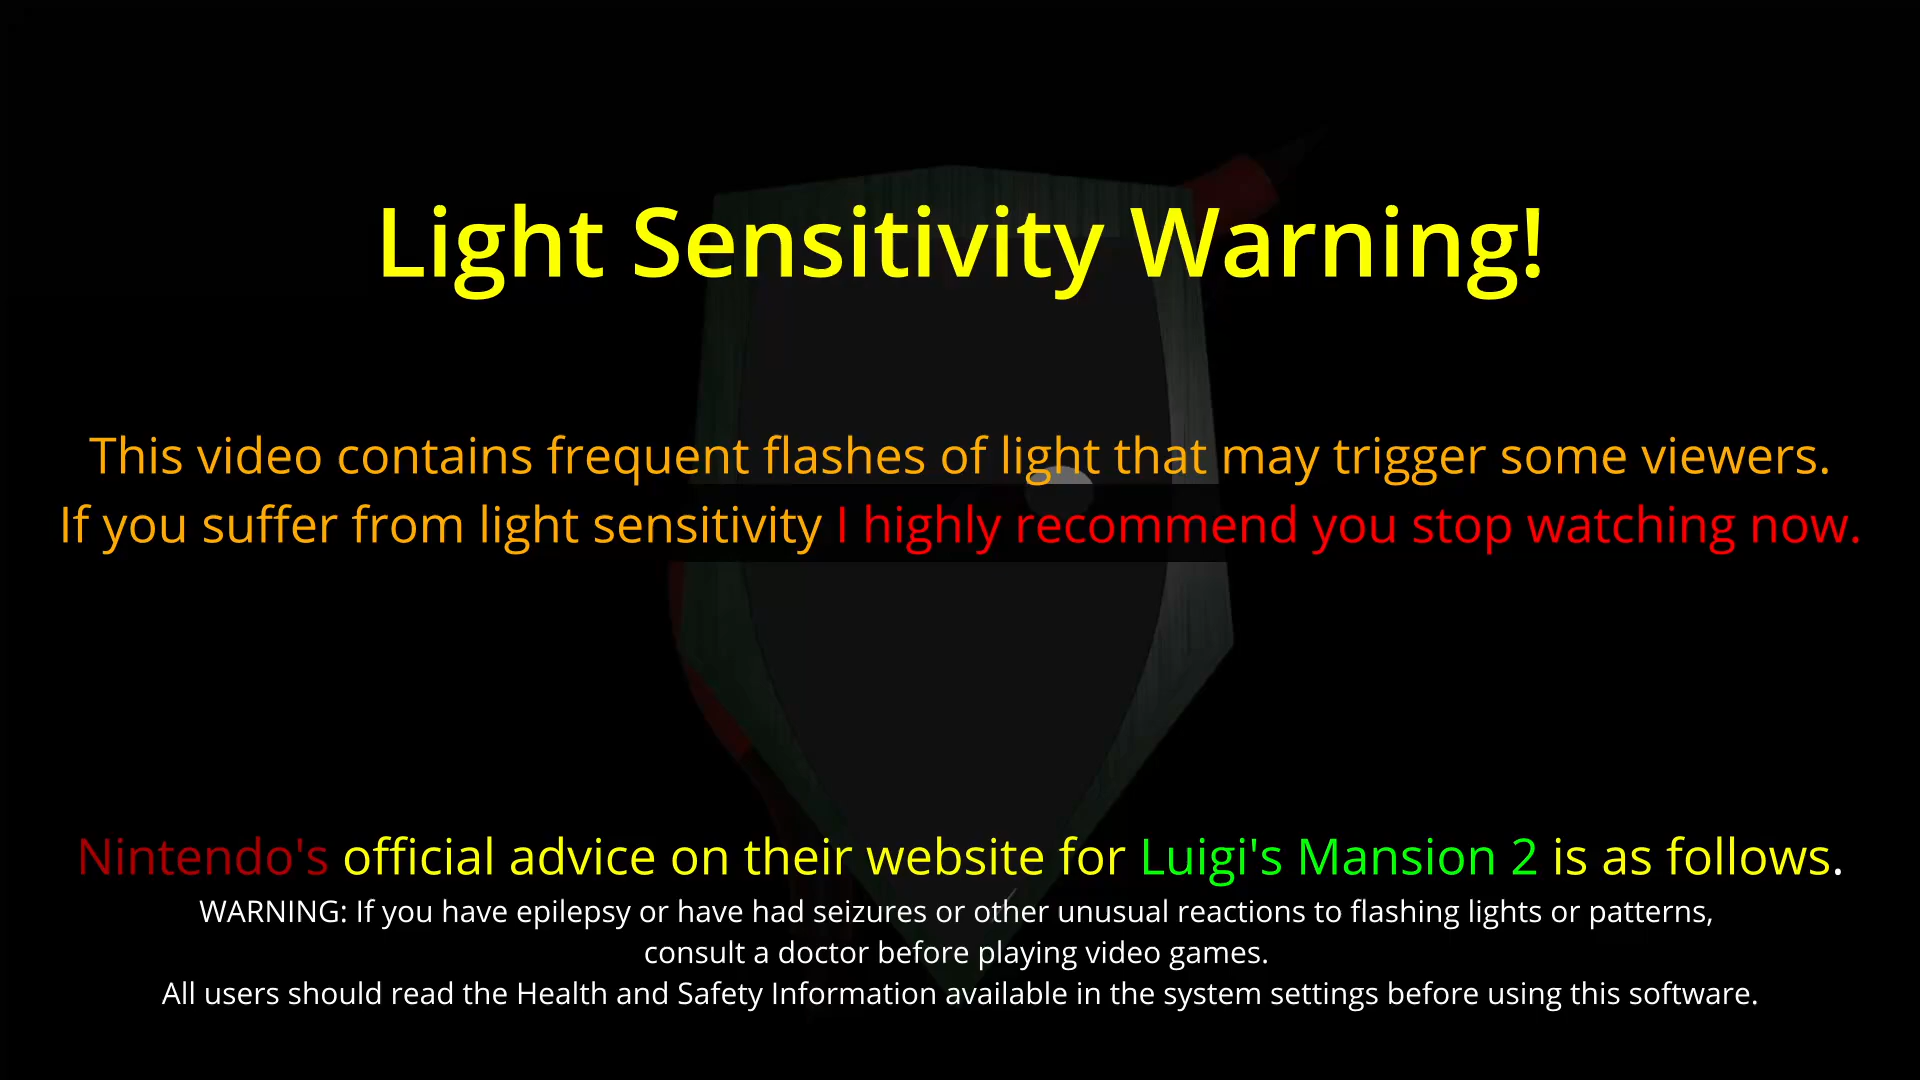 Light Sensitivity Warning!
This video contains frequent flashes of light that may trigger some viewers.
If you suffer from light sensitivity I highly recommend you stop watching now.
Nintendo's official advice on their website for Luigi's Mansion 2 is as follows.
WARNING: If you have epilepsy or have had seizures or other unusual reactions to flashing lights or patterns,
consult a doctor before playing video games.
All users should read the Health and Safety Information available in the system settings before using this software.